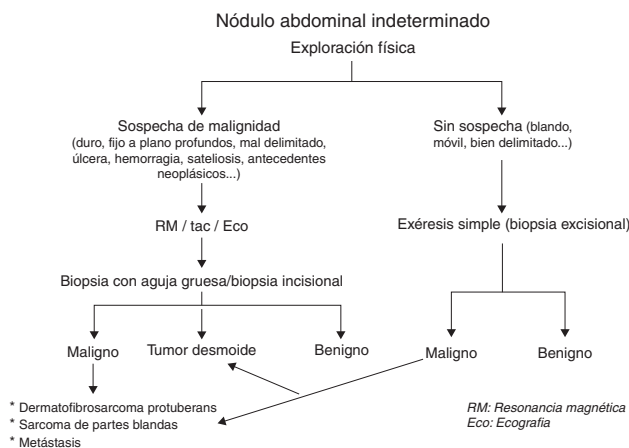 Nódulo abdominal indeterminado
Exploración física
Sospecha de malignidad
(duro, fijo a plano profundos, mal delimitado,
úlcera, hemorragia, sateliosis, antecedentes
neoplásicos...)
Sin sospecha (blando,
móvil, bien delimitado...)
RM / tac / Eco
Exéresis simple (biopsia excisional)
Biopsia con aguja gruesa/biopsia incisional
Maligno
Tumor desmoide
Benigno
Maligno
Benigno
* Dermatofibrosarcoma protuberans
* Sarcoma de partes blandas
* Metástasis
RM: Resonancia magnética
Eco: Ecografia